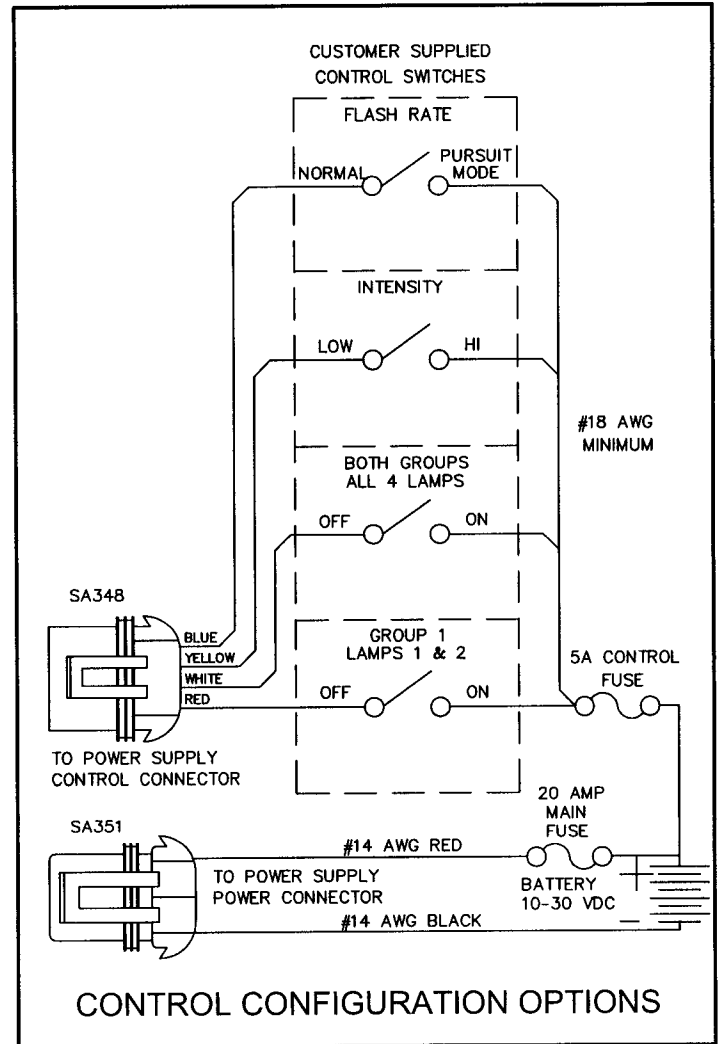 CUSTOMER SUPPLIED
CONTROL SWITCHES
FLASH RATE
NORMAL
PURSUIT
MODE
INTENSITY
LOW
HI
#18 AWG
MINIMUM
BOTH GROUPS
ALL 4 LAMPS
OFF
ON
SA348
BLUE
YELLOW
WHITE
RED
GROUP 1
LAMPS 1 & 2
OFF
ON
5A CONTROL
FUSE
TO POWER SUPPLY
CONTROL CONNECTOR
SA351
20 AMP
MAIN
FUSE
#14 AWG RED
TO POWER SUPPLY
POWER CONNECTOR
BATTERY
10-30 VDC
+
−
#14 AWG BLACK
CONTROL CONFIGURATION OPTIONS